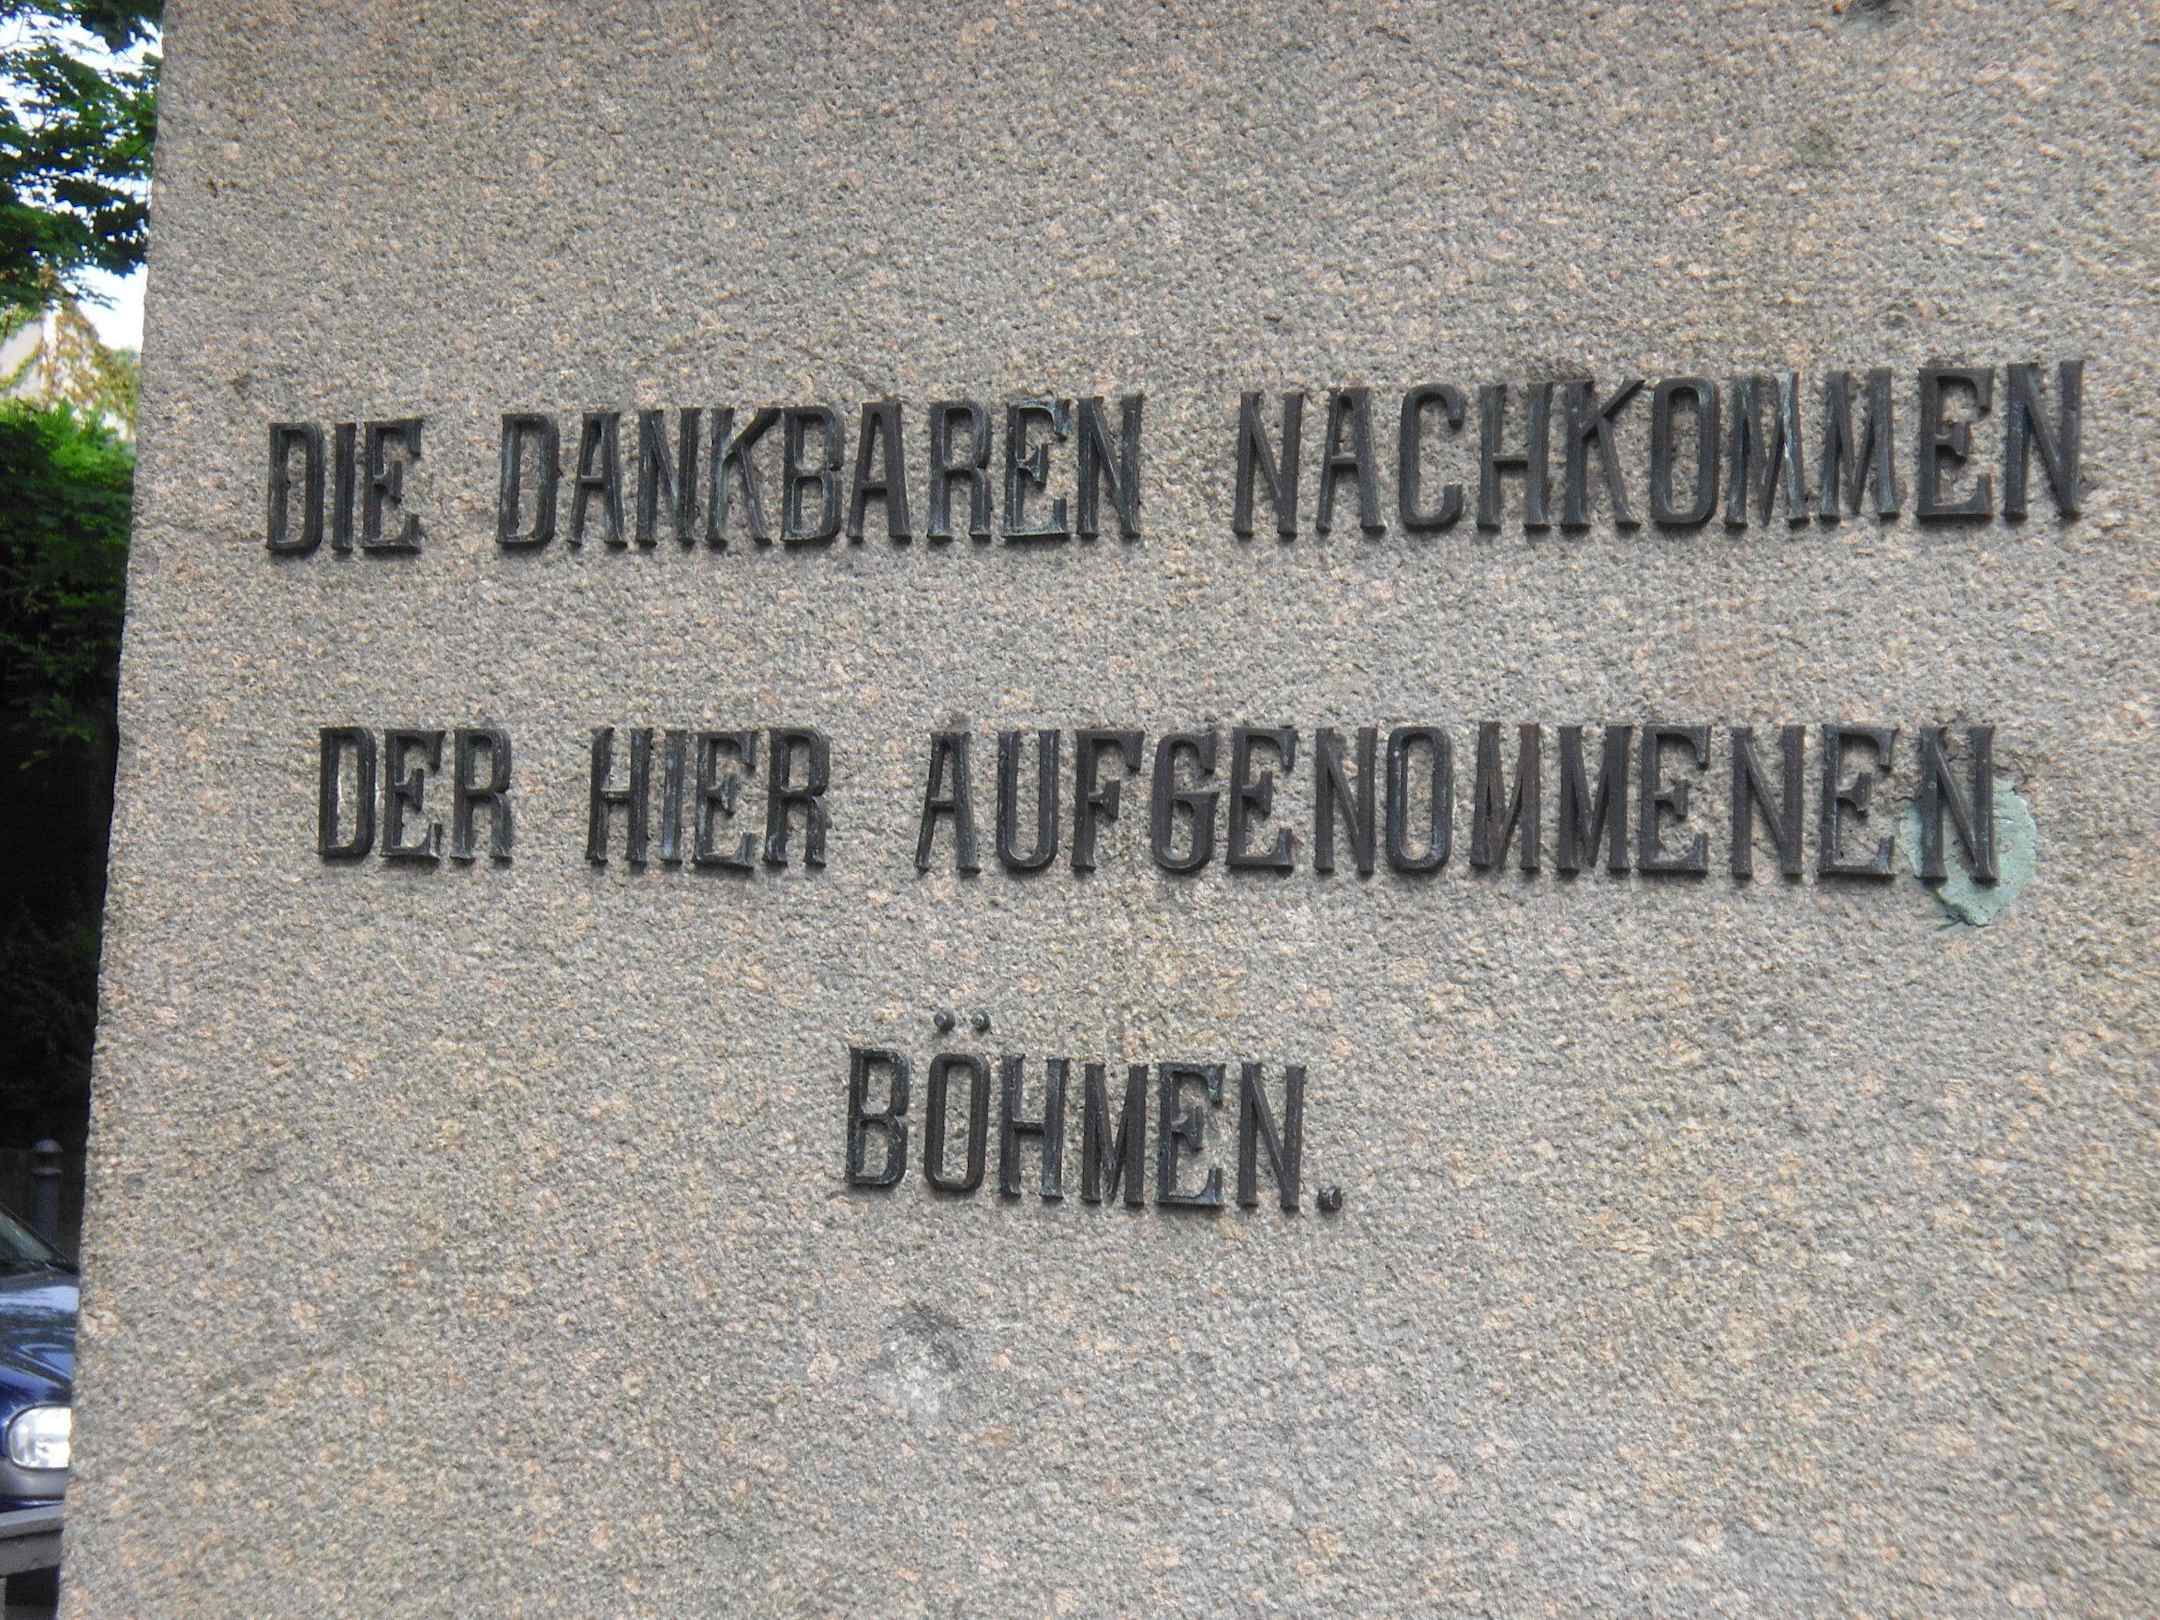 DIE DANKBAREN NACHKOMMEN
DER HIER AUFGENOMMENEN
BÖHMEN.